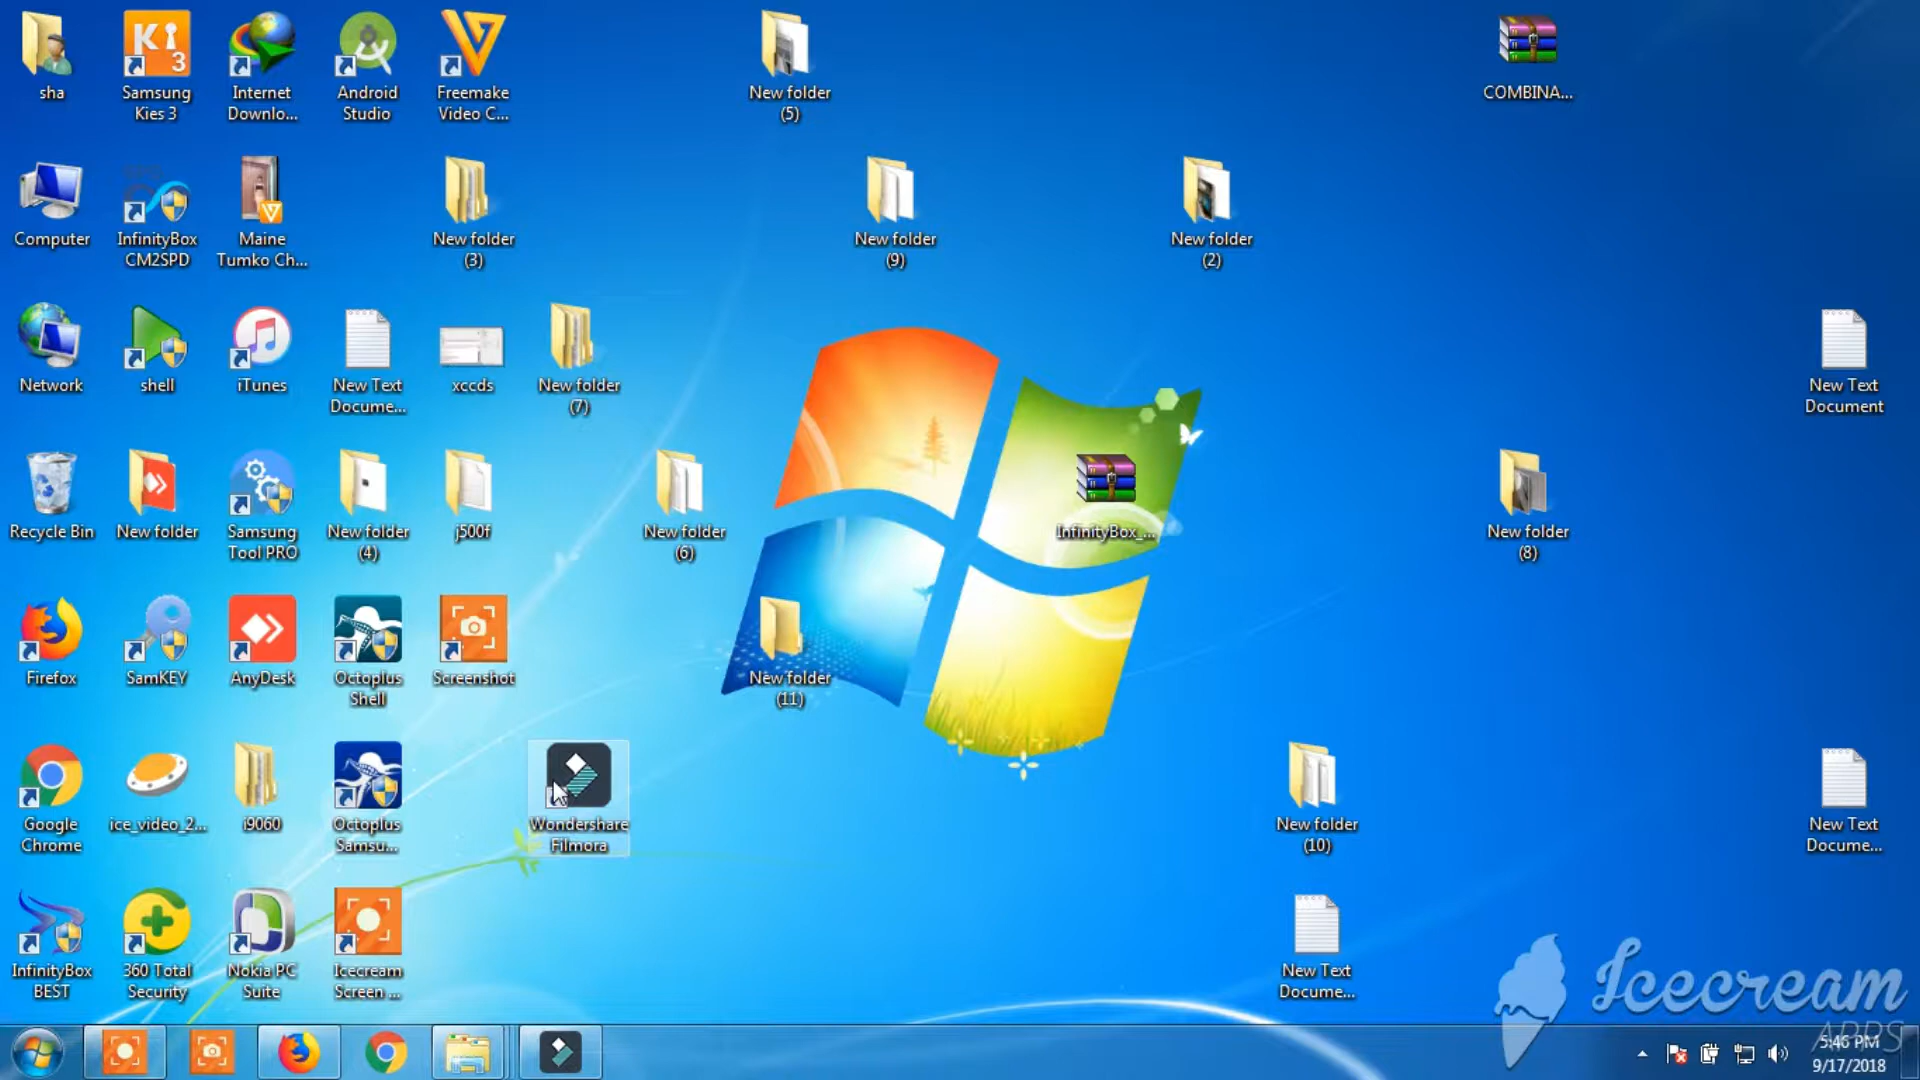 sha
Samsung
Kies 3
Internet
Downlo...
Android
Studio
Freemake
Video C...
New folder
(5)
COMBINA...
Computer
InfinityBox
CM2SPD
Maine
Tumko Ch...
New folder
(3)
New folder
(9)
New folder
(2)
Network
shell
iTunes
New Text
Docume...
xccds
New folder
(7)
New Text
Document
Recycle Bin
New folder
Samsung
Tool PRO
New folder
(4)
j500f
New folder
(6)
InfinityBox_...
New folder
(8)
Firefox
SamKEY
AnyDesk
Octoplus
Shell
Screenshot
New folder
(11)
Google
Chrome
ice_video_2...
i9060
Octoplus
Samsu...
Wondershare
Filmora
New folder
(10)
New Text
Docume...
InfinityBox
BEST
360 Total
Security
Nokia PC
Suite
Icecream
Screen ...
New Text
Docume...
Icecream
APPS
5:46 PM
9/17/2018